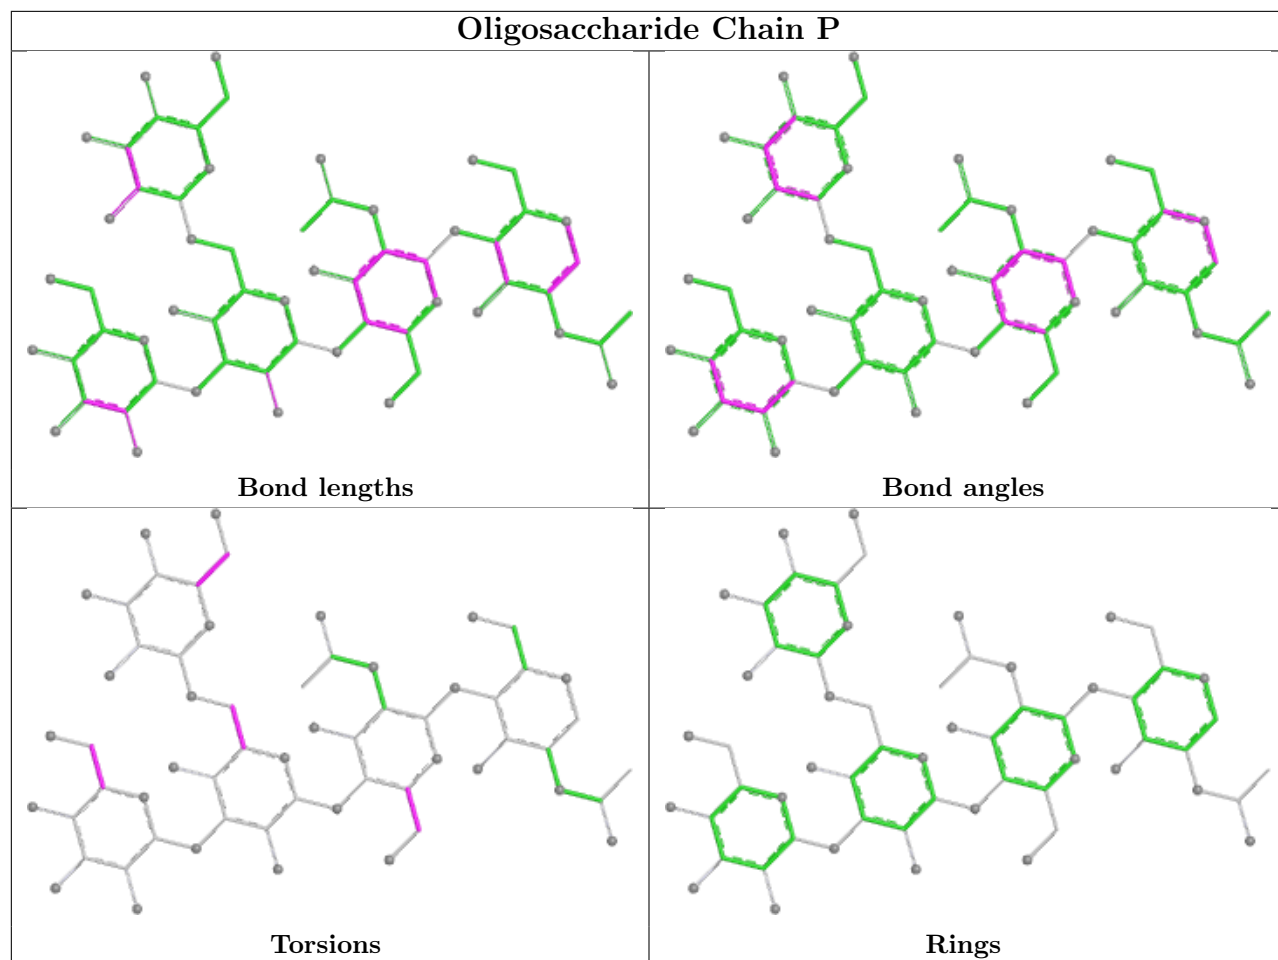 Oligosaccharide Chain P
Bond lengths
Bond angles
Torsions
Rings